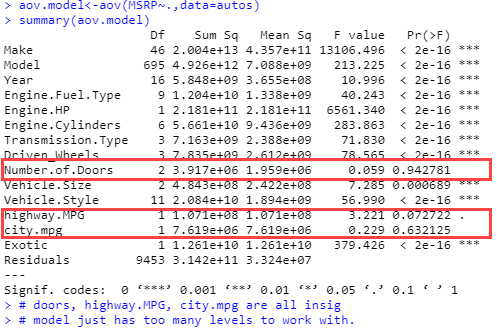 > aov.model<-aov(MSRP~.,data=autos)
> summary(aov.model)
Df Sum Sq Mean Sq F value Pr(>F)
Make 46 2.004e+13 4.357e+11 13106.496 < 2e-16 ***
Model 695 4.926e+12 7.088e+09 213.225 < 2e-16 ***
Year 16 5.848e+09 3.655e+08 10.996 < 2e-16 ***
Engine.Fuel.Type 9 1.204e+10 1.338e+09 40.243 < 2e-16 ***
Engine.HP 1 2.181e+11 2.181e+11 6561.340 < 2e-16 ***
Engine.Cylinders 6 5.661e+10 9.436e+09 283.863 < 2e-16 ***
Transmission.Type 3 7.163e+09 2.388e+09 71.830 < 2e-16 ***
Driven_Wheels 3 7.835e+09 2.612e+09 78.565 < 2e-16 ***
Number.of.Doors 2 3.917e+06 1.959e+06 0.059 0.942781
Vehicle.Size 2 4.843e+08 2.422e+08 7.285 0.000689 ***
Vehicle.Style 11 2.084e+10 1.894e+09 56.990 < 2e-16 ***
highway.MPG 1 1.071e+08 1.071e+08 3.221 0.072722 .
city.mpg 1 7.619e+06 7.619e+06 0.229 0.632125
Exotic 1 1.261e+10 1.261e+10 379.426 < 2e-16 ***
Residuals 9453 3.142e+11 3.324e+07
---
Signif. codes: 0 ‘***’ 0.001 ‘**’ 0.01 ‘*’ 0.05 ‘.’ 0.1 ‘ ’ 1
> # doors, highway.MPG, city.mpg are all insig
> # model just has too many levels to work with.